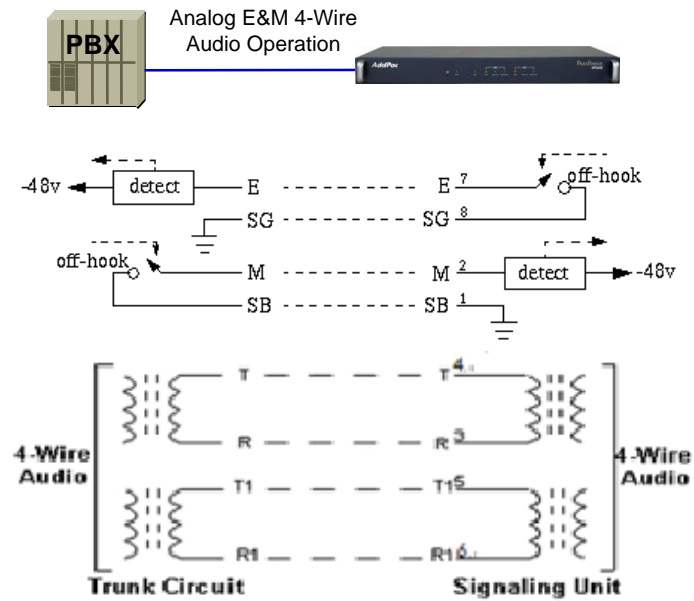 Analog E&M 4-Wire
Audio Operation
PBX
AddPac
-48v detect E E 7 off-hook
SG SG 8
off-hook M M 2 detect -48v
SB SB 1
T T 4
R R 3
4-Wire
Audio
4-Wire
Audio
T1 T1 5
R1 R1 6
Trunk Circuit Signaling Unit